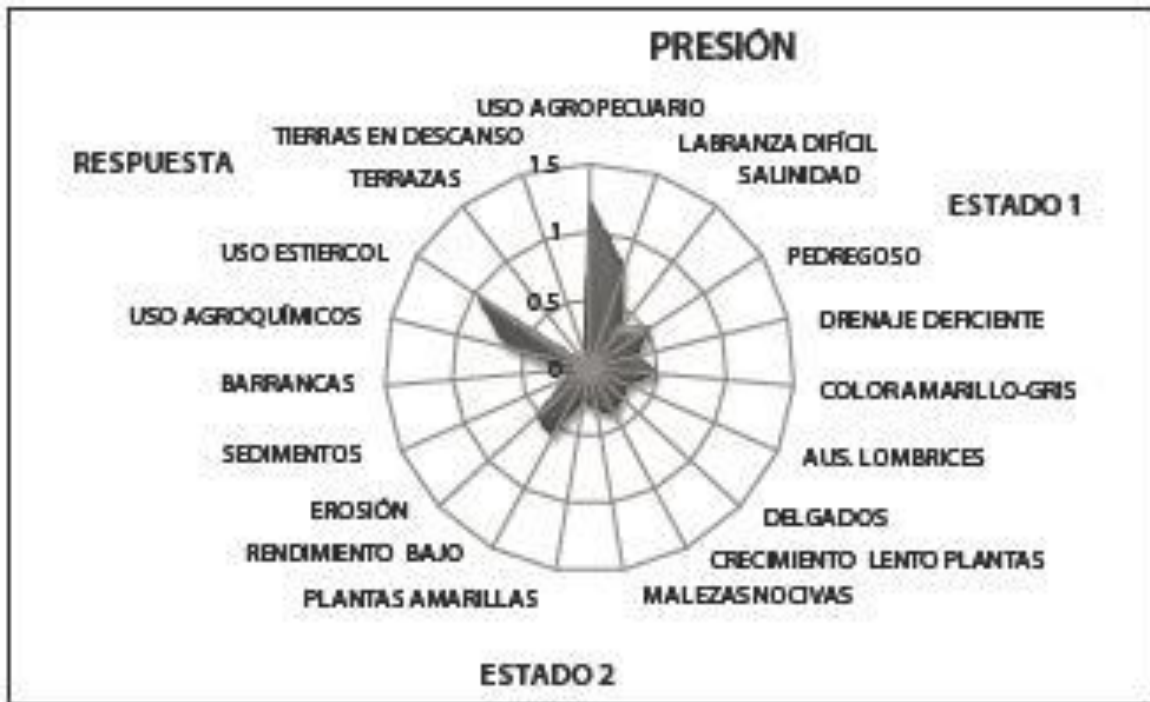 PRESIÓN
USO AGROPECUARIO
TIERRAS EN DESCANSO
LABRANZA DIFÍCIL
RESPUESTA
1.5
TERRAZAS
SALINIDAD
ESTADO 1
1
USO ESTIERCOL
PEDREGOSO
0.5
USO AGROQUÍMICOS
DRENAJE DEFICIENTE
0
BARRANCAS
COLOR AMARILLO-GRIS
SEDIMENTOS
AUS. LOMBRICES
EROSIÓN
DELGADOS
RENDIMIENTO BAJO
CRECIMIENTO LENTO PLANTAS
PLANTAS AMARILLAS
MALEZAS NOCIVAS
ESTADO 2